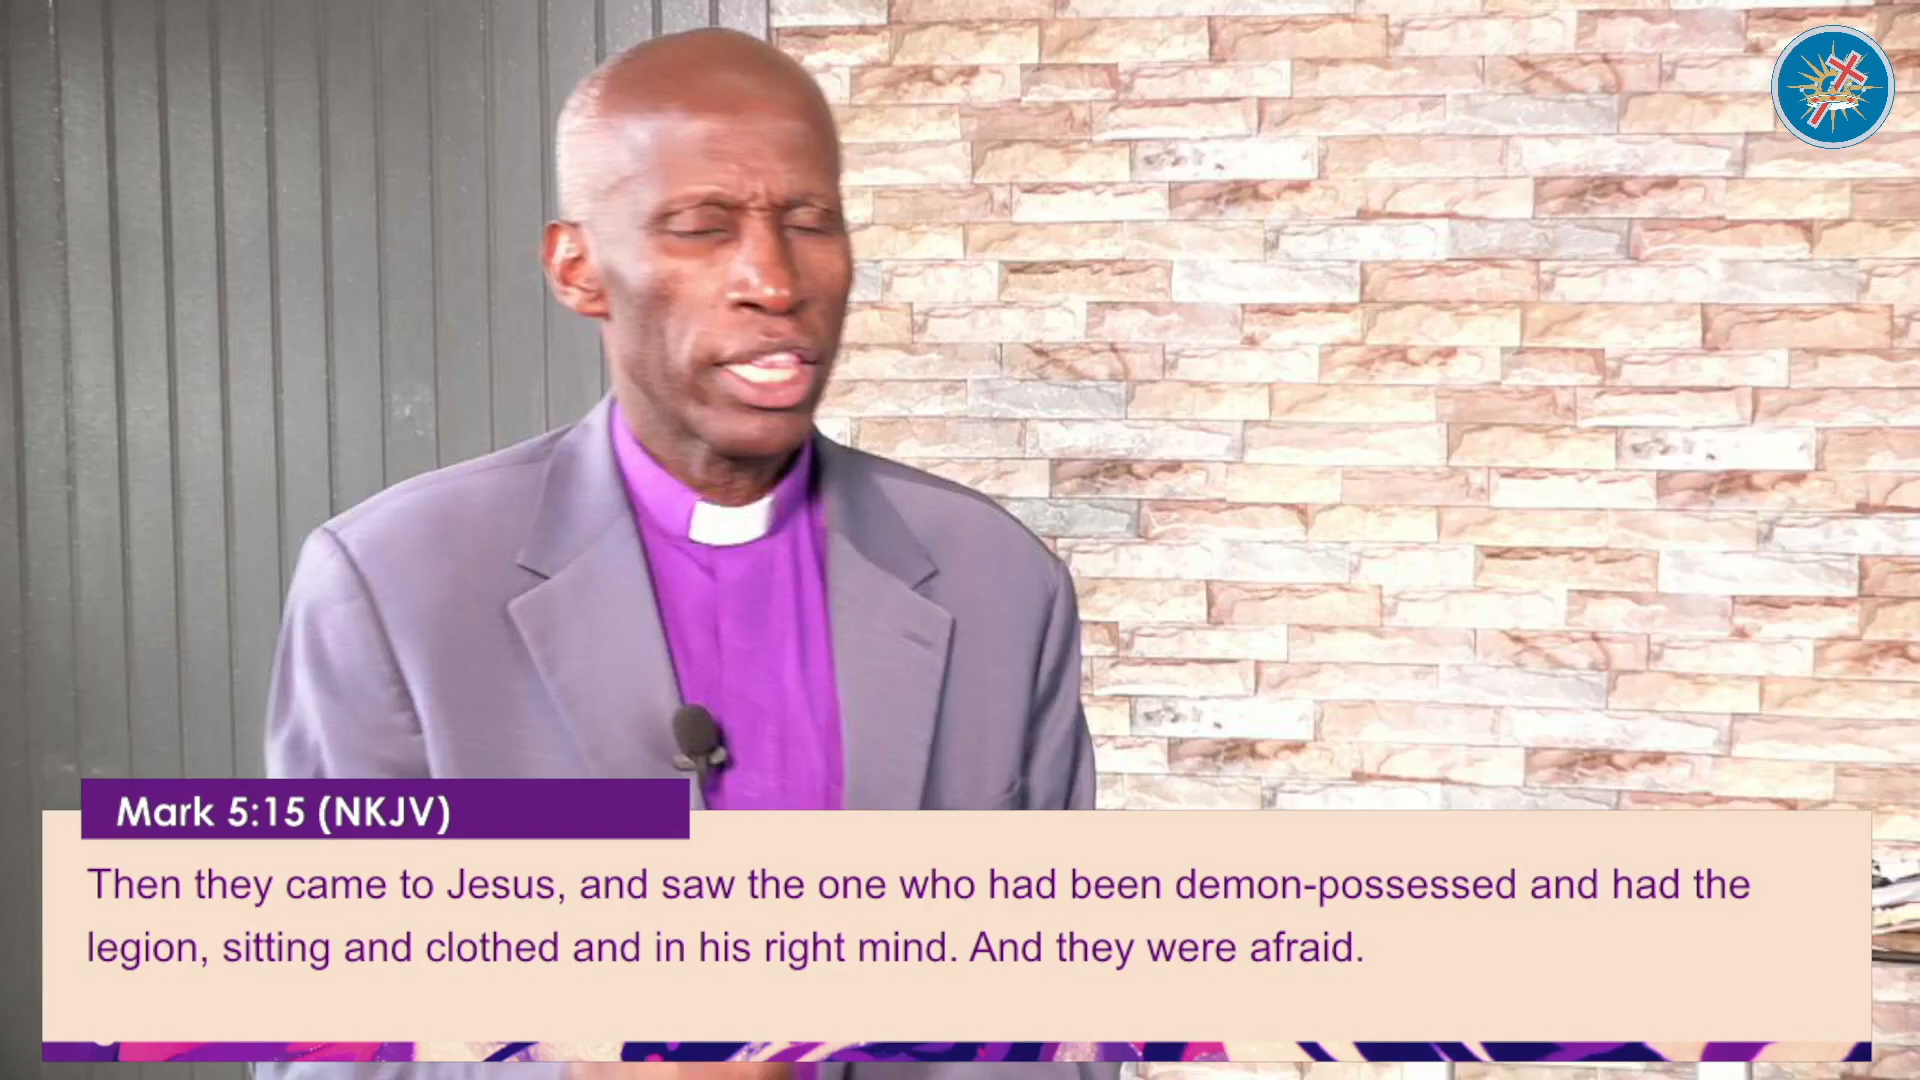 Mark 5:15 (NKJV)
Then they came to Jesus, and saw the one who had been demon-possessed and had the
legion, sitting and clothed and in his right mind. And they were afraid.